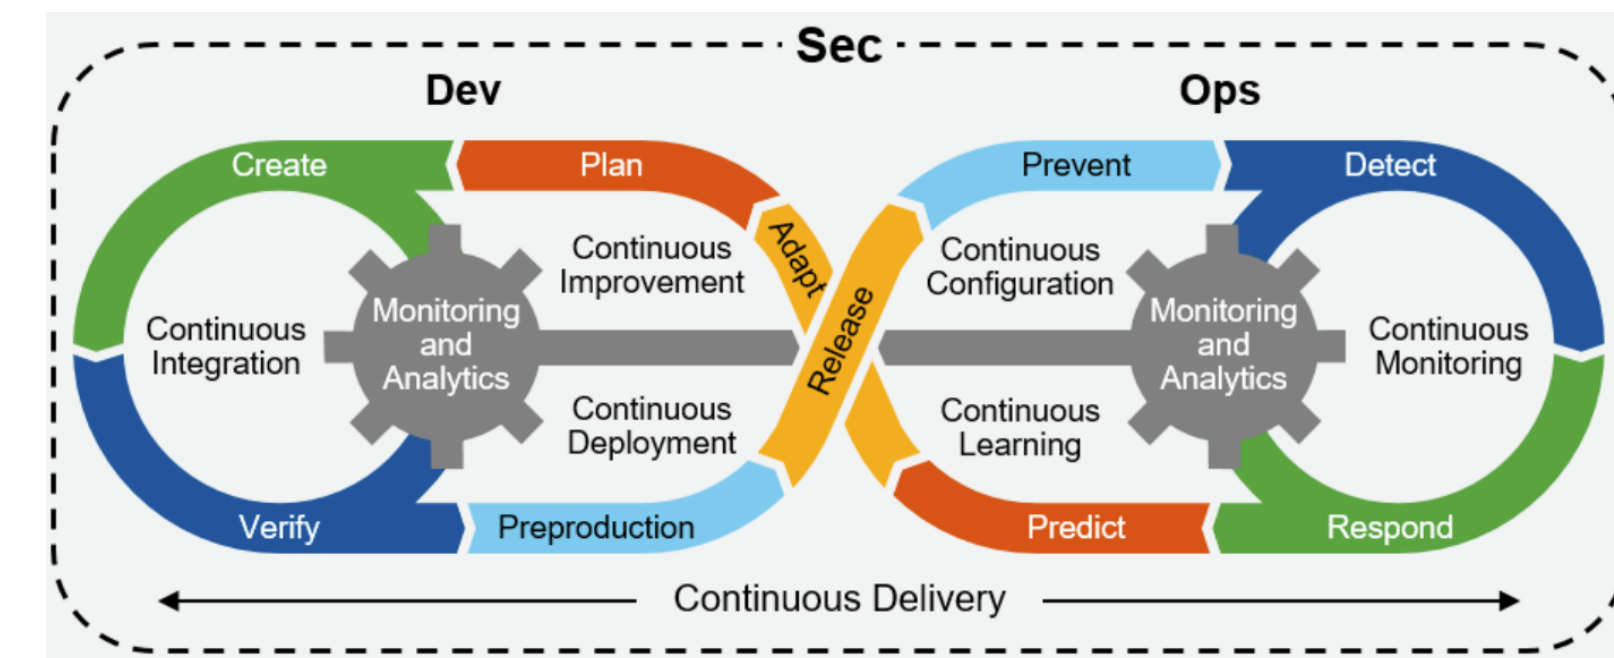 Sec
Dev
Ops
Create
Plan
Prevent
Detect
Adapt
Continuous
Improvement
Continuous
Configuration
Monitoring
and
Analytics
Continuous
Integration
Release
Monitoring
and
Analytics
Continuous
Monitoring
Continuous
Deployment
Continuous
Learning
Verify
Preproduction
Predict
Respond
Continuous Delivery